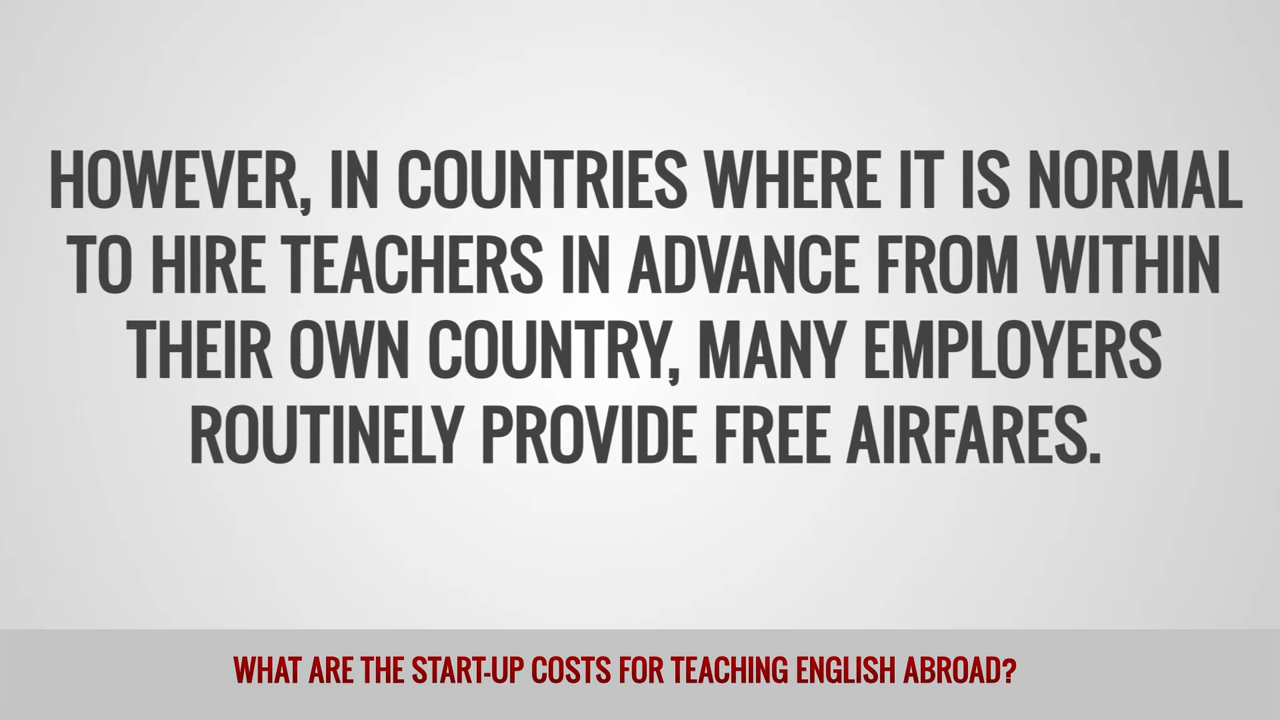 HOWEVER, IN COUNTRIES WHERE IT IS NORMAL
TO HIRE TEACHERS IN ADVANCE FROM WITHIN
THEIR OWN COUNTRY, MANY EMPLOYERS
ROUTINELY PROVIDE FREE AIRFARES.
WHAT ARE THE START-UP COSTS FOR TEACHING ENGLISH ABROAD?